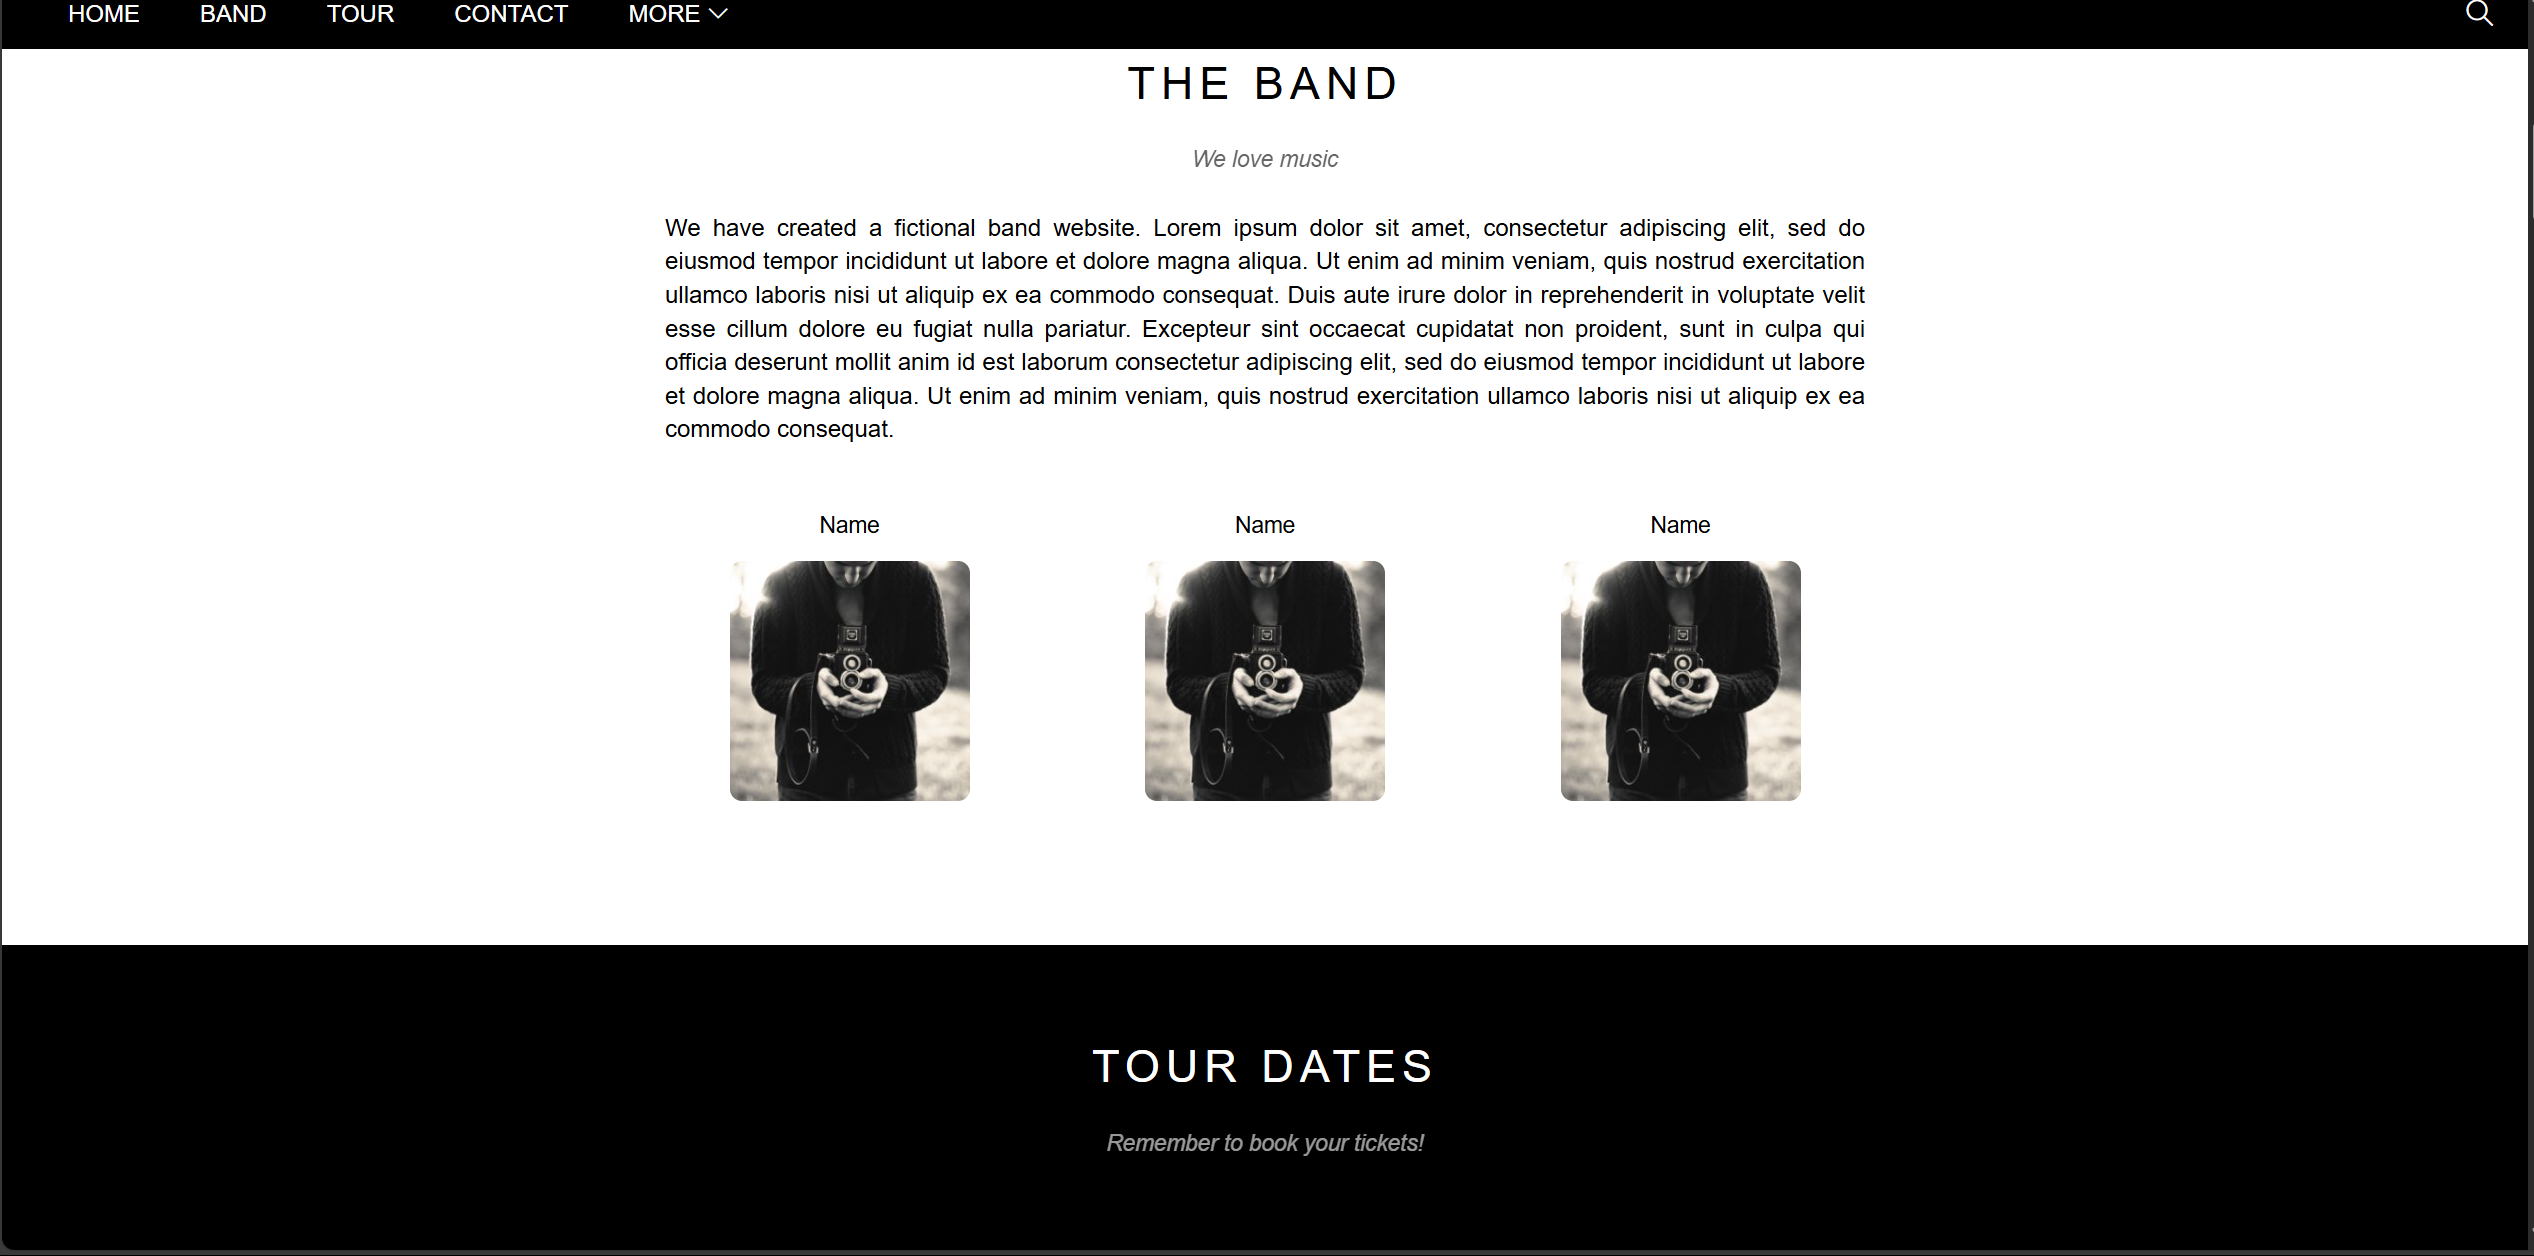 HOME BAND TOUR CONTACT MORE
THE BAND
We love music
We have created a fictional band website. Lorem ipsum dolor sit amet, consectetur adipiscing elit, sed do
eiusmod tempor incididunt ut labore et dolore magna aliqua. Ut enim ad minim veniam, quis nostrud exercitation
ullamco laboris nisi ut aliquip ex ea commodo consequat. Duis aute irure dolor in reprehenderit in voluptate velit
esse cillum dolore eu fugiat nulla pariatur. Excepteur sint occaecat cupidatat non proident, sunt in culpa qui
officia deserunt mollit anim id est laborum consectetur adipiscing elit, sed do eiusmod tempor incididunt ut labore
et dolore magna aliqua. Ut enim ad minim veniam, quis nostrud exercitation ullamco laboris nisi ut aliquip ex ea
commodo consequat.
Name Name Name
TOUR DATES
Remember to book your tickets!